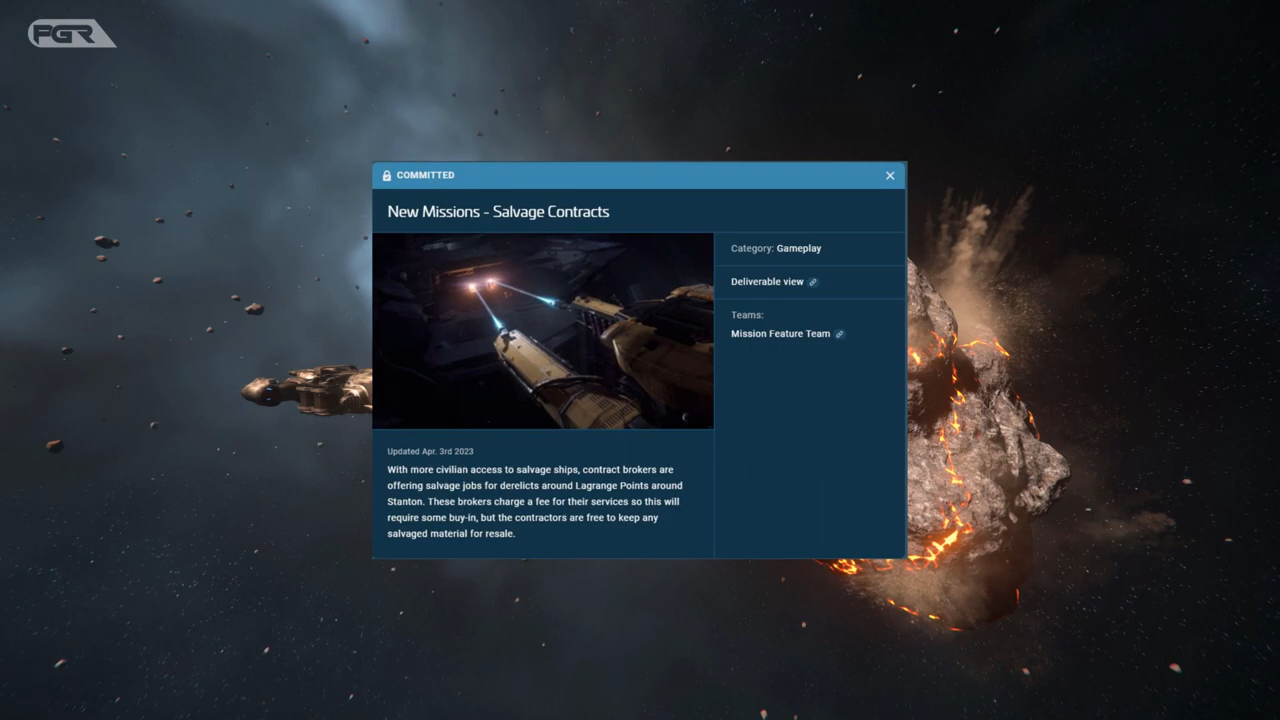 PGR
COMMITTED
New Missions - Salvage Contracts
Category: Gameplay
Deliverable view
Teams:
Mission Feature Team
Updated Apr. 3rd 2023
With more civilian access to salvage ships, contract brokers are
offering salvage jobs for derelicts around Lagrange Points around
Stanton. These brokers charge a fee for their services so this will
require some buy-in, but the contractors are free to keep any
salvaged material for resale.